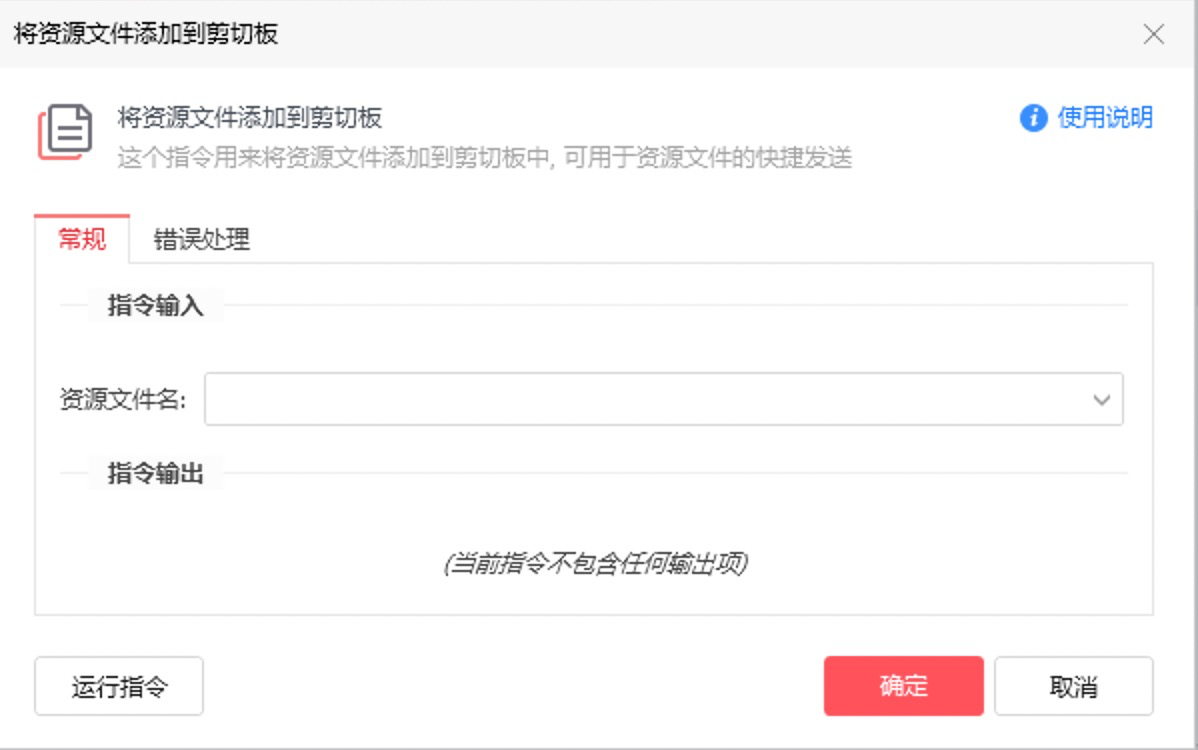 将资源文件添加到剪切板
将资源文件添加到剪切板
使用说明
这个指令用来将资源文件添加到剪切板中, 可用于资源文件的快捷发送
常规 错误处理
指令输入
资源文件名:
指令输出
(当前指令不包含任何输出项)
运行指令 确定 取消